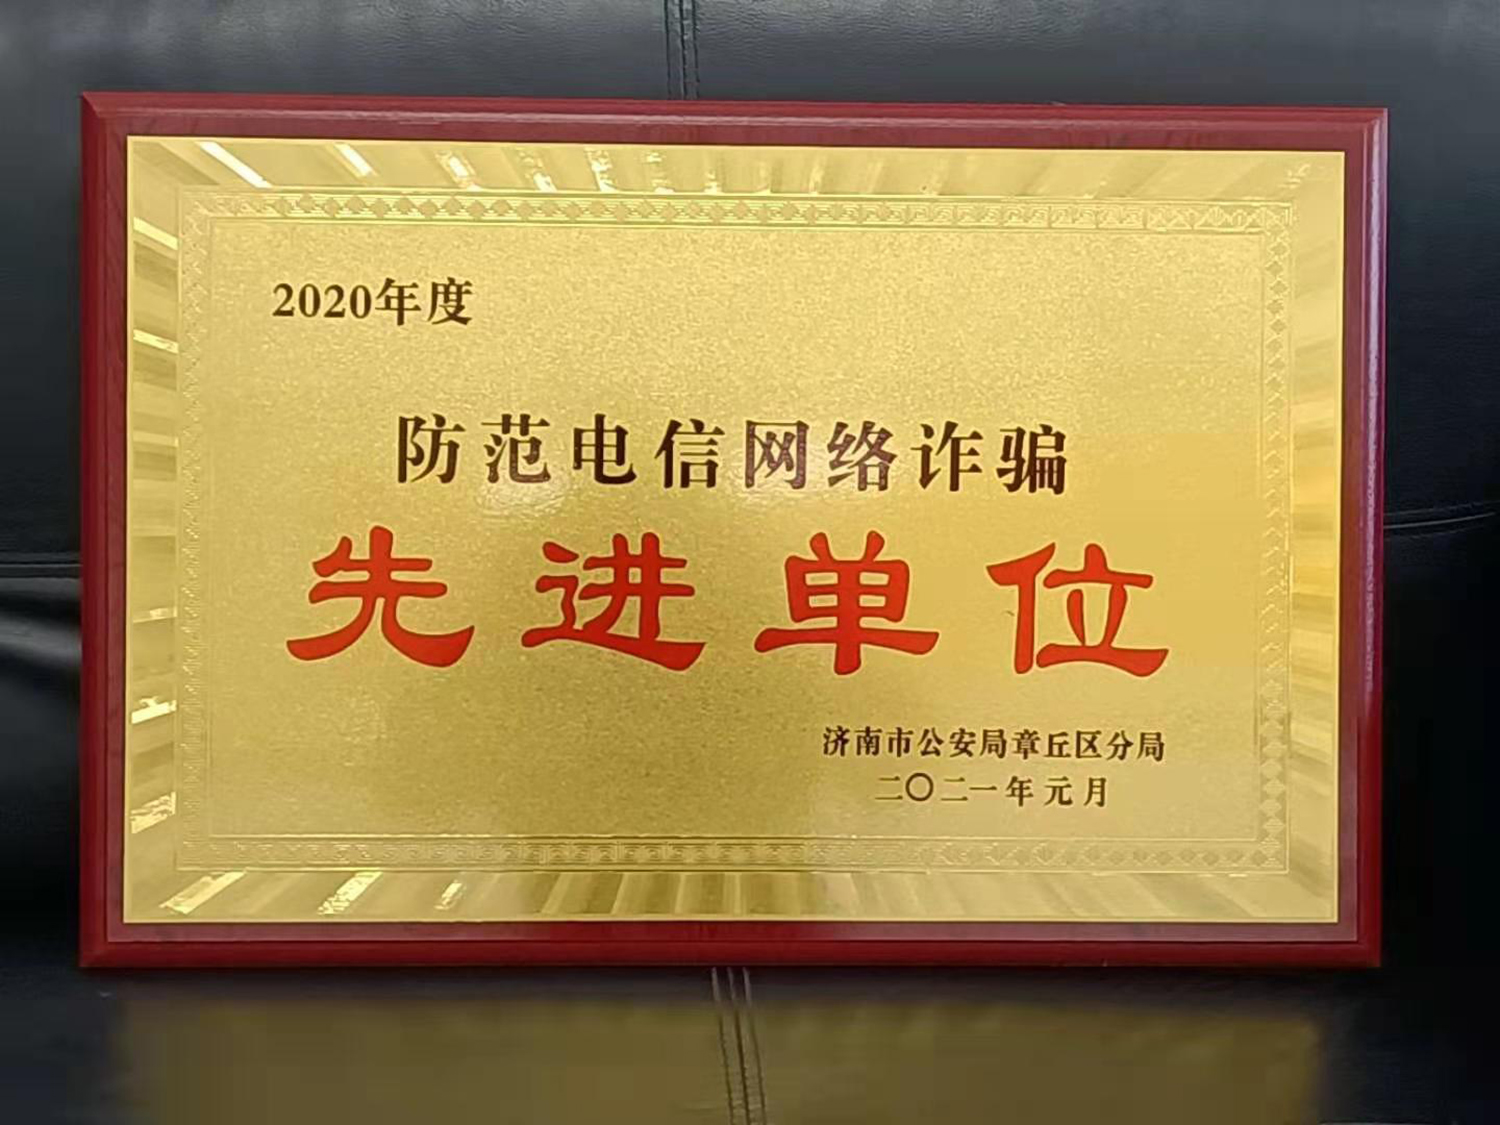 2020年度
防范电信网络诈骗
先进单位
济南市公安局章丘区分局
二〇二一年元月